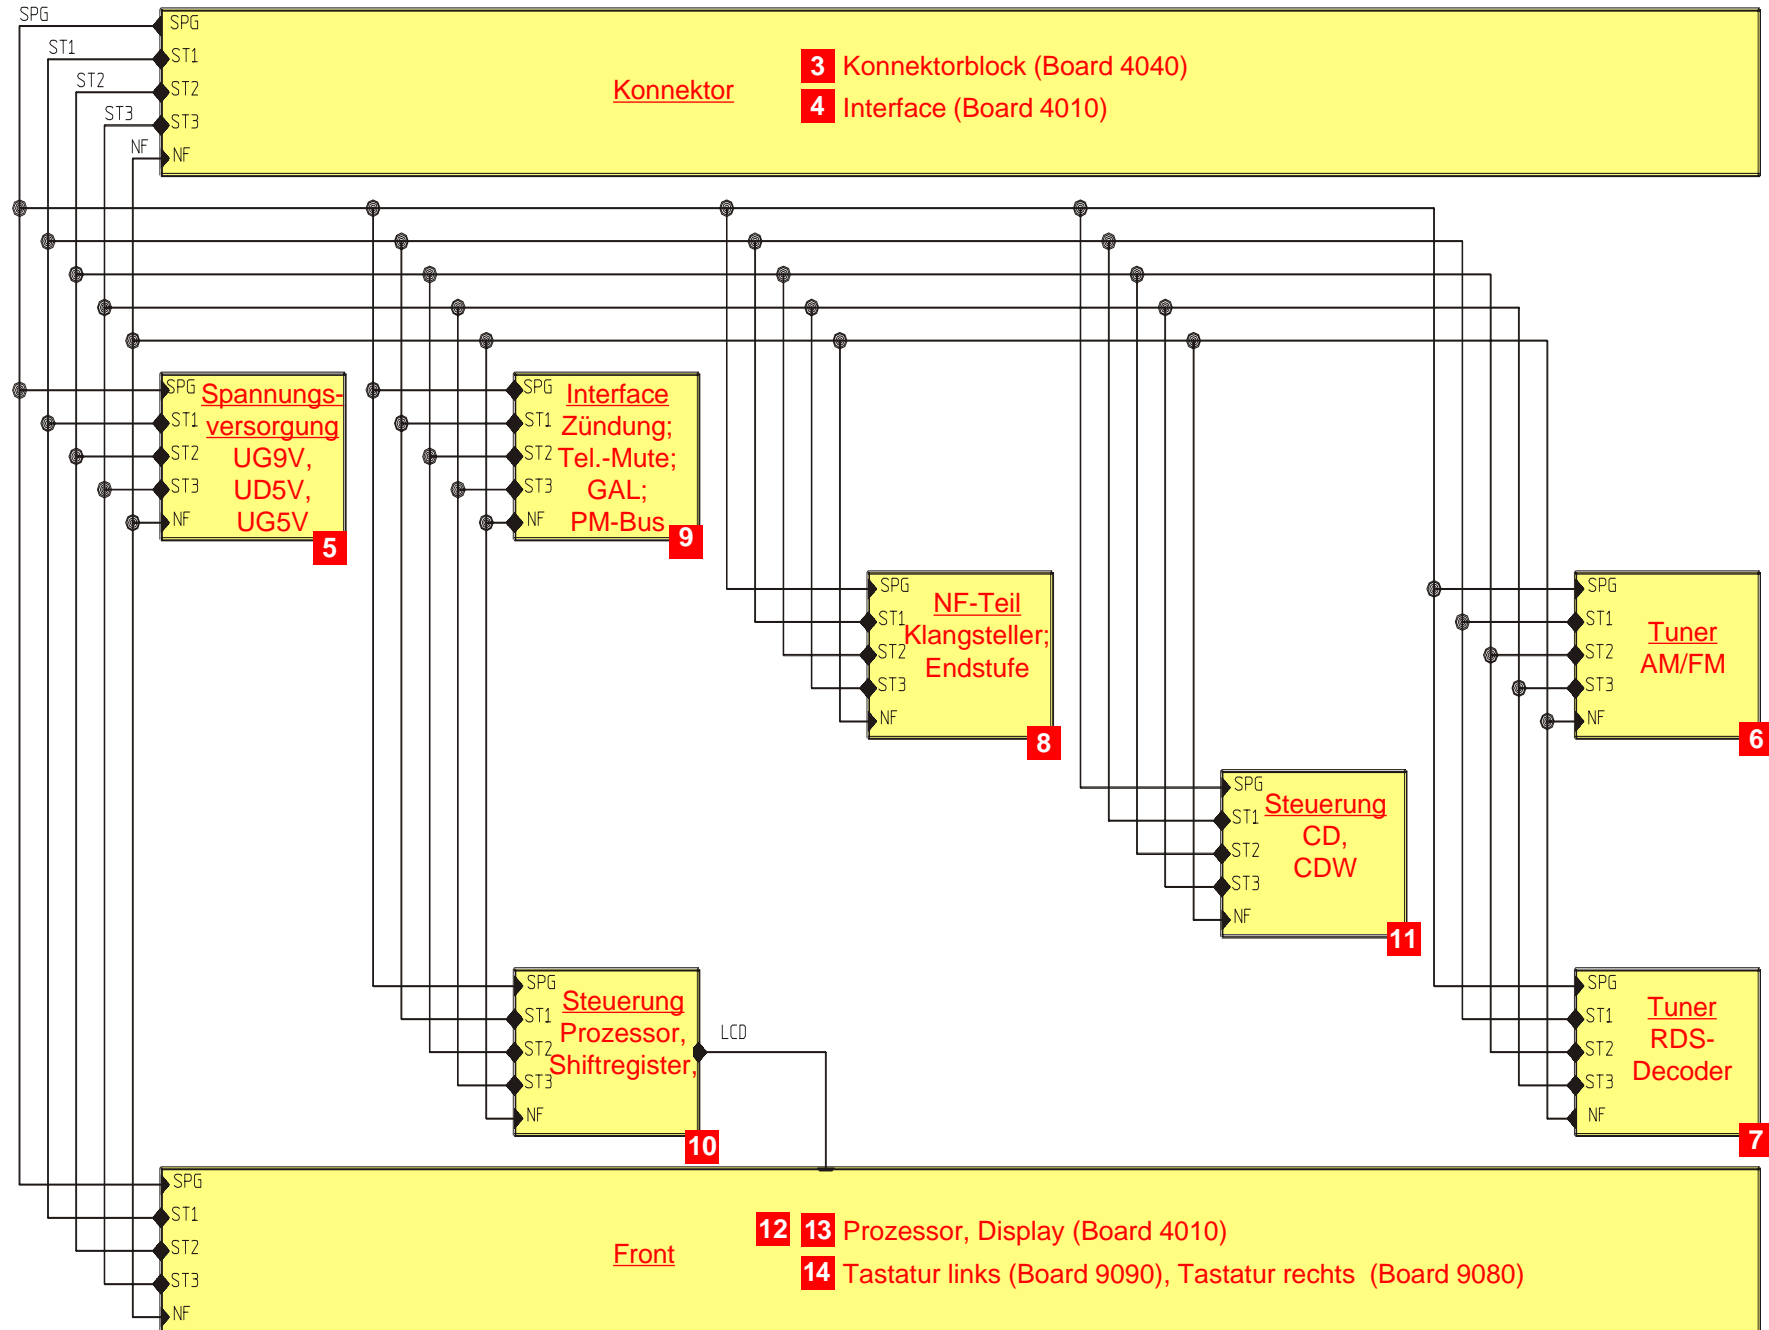 SPG
ST1
ST2
ST3
NF
SPG
ST1
ST2
ST3
NF
Konnektor
3 Konnektorblock (Board 4040)
4 Interface (Board 4010)
SPG
ST1
ST2
ST3
NF
Spannungs-
versorgung
UG9V,
UD5V,
UG5V
5
SPG
ST1
ST2
ST3
NF
Interface
Zündung;
Tel.-Mute;
GAL;
PM-Bus
9
SPG
ST1
ST2
ST3
NF
NF-Teil
Klangsteller;
Endstufe
8
SPG
ST1
ST2
ST3
NF
Tuner
AM/FM
6
SPG
ST1
ST2
ST3
NF
Steuerung
CD,
CDW
11
SPG
ST1
ST2
ST3
NF
Steuerung
Prozessor,
Shiftregister,
10
LCD
SPG
ST1
ST2
ST3
NF
Tuner
RDS-
Decoder
7
SPG
ST1
ST2
ST3
NF
Front
12 13 Prozessor, Display (Board 4010)
14 Tastatur links (Board 9090), Tastatur rechts (Board 9080)